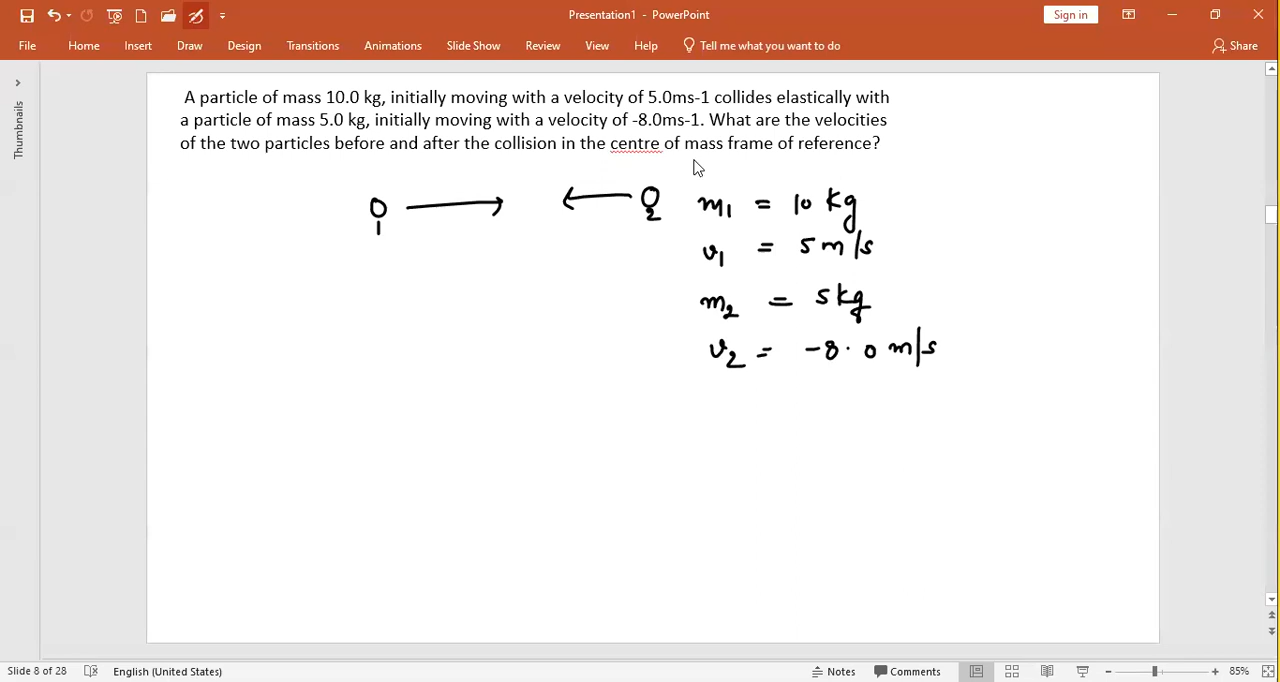 Presentation1 - PowerPoint
Sign in
File Home Insert Draw Design Transitions Animations Slide Show Review View Help Tell me what you want to do Share
Thumbnails
A particle of mass 10.0 kg, initially moving with a velocity of 5.0ms-1 collides elastically with
a particle of mass 5.0 kg, initially moving with a velocity of -8.0ms-1. What are the velocities
of the two particles before and after the collision in the centre of mass frame of reference?
1
2
m1 = 10 kg
v1 = 5 m/s
m2 = 5 kg
v2 = -8.0 m/s
Slide 8 of 28 English (United States) Notes Comments 85%